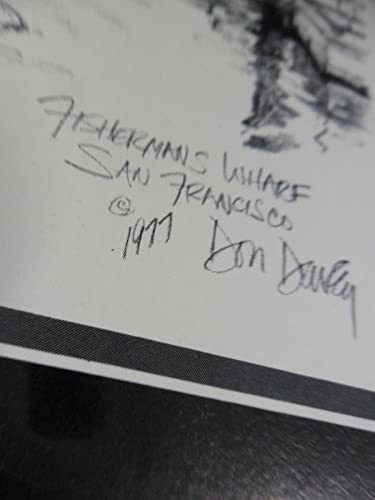 D.
FISHERMANS WHARF
SAN FRANCISCO
©
.1977 Don Davey